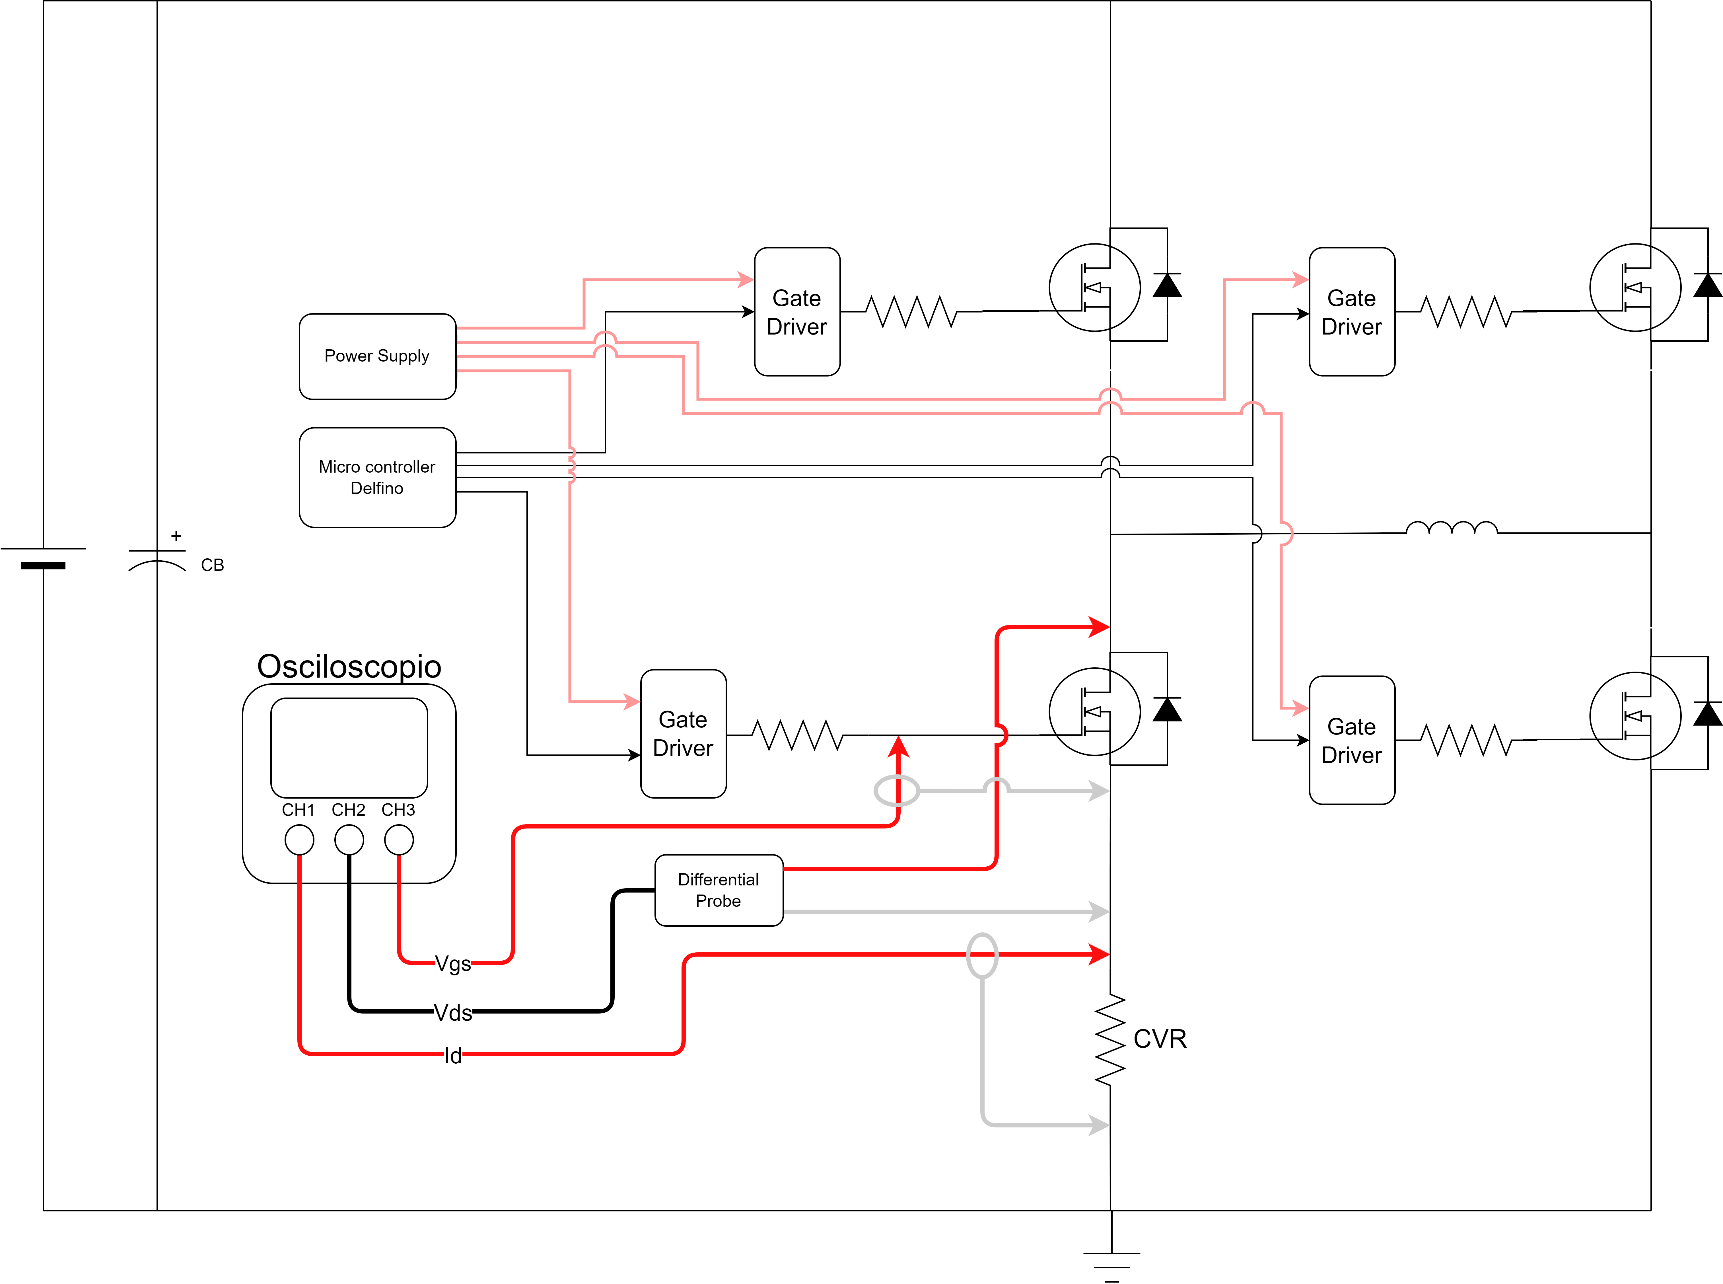 Gate
Driver
Gate
Driver
Power Supply
Micro controller
Delfino
+
CB
Osciloscopio
CH1 CH2 CH3
Gate
Driver
Gate
Driver
Differential
Probe
Vgs
Vds
Id
CVR